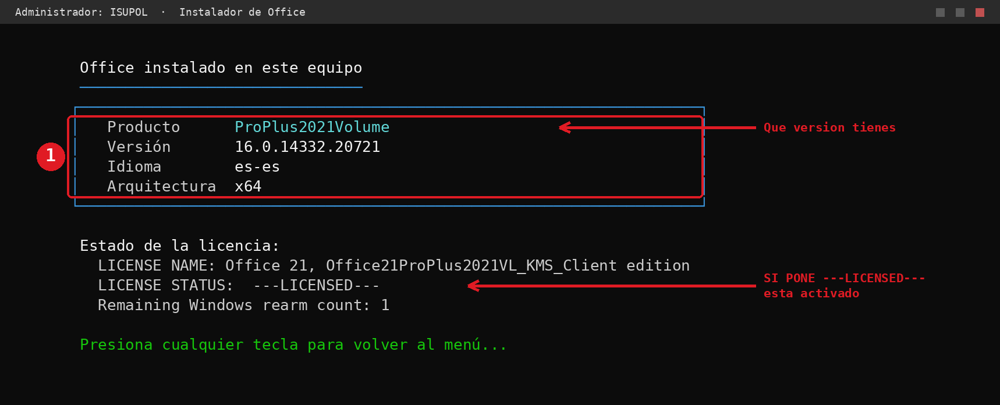 Administrador: ISUPOL · Instalador de Office
Office instalado en este equipo
Producto ProPlus2021Volume
Que version tienes
Versión 16.0.14332.20721
1
Idioma es-es
Arquitectura x64
Estado de la licencia:
LICENSE NAME: Office 21, Office21ProPlus2021VL_KMS_Client edition
LICENSE STATUS: ---LICENSED---
SI PONE ---LICENSED---
esta activado
Remaining Windows rearm count: 1
Presiona cualquier tecla para volver al menú...